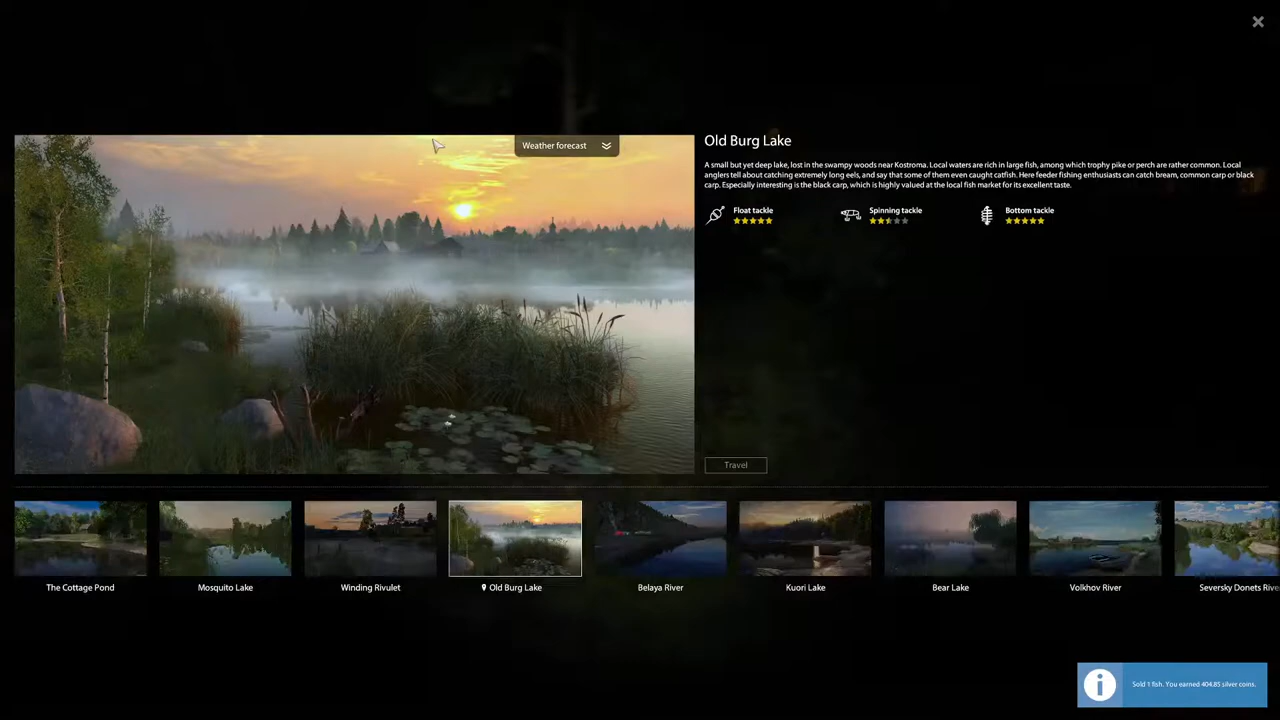 Weather forecast
Old Burg Lake
A small but yet deep lake, lost in the swampy woods near Kostroma. Local waters are rich in large fish, among which trophy pike or perch are rather common. Local
anglers tell about catching extremely long eels, and say that some of them even caught catfish. Here feeder fishing enthusiasts can catch bream, common carp or black
carp. Especially interesting is the black carp, which is highly valued at the local fish market for its excellent taste.
Float tackle
Spinning tackle
Bottom tackle
Travel
The Cottage Pond
Mosquito Lake
Winding Rivulet
Old Burg Lake
Belaya River
Kuori Lake
Bear Lake
Volkhov River
Seversky Donets Rive
Sold 1 fish. You earned 404.85 silver coins.